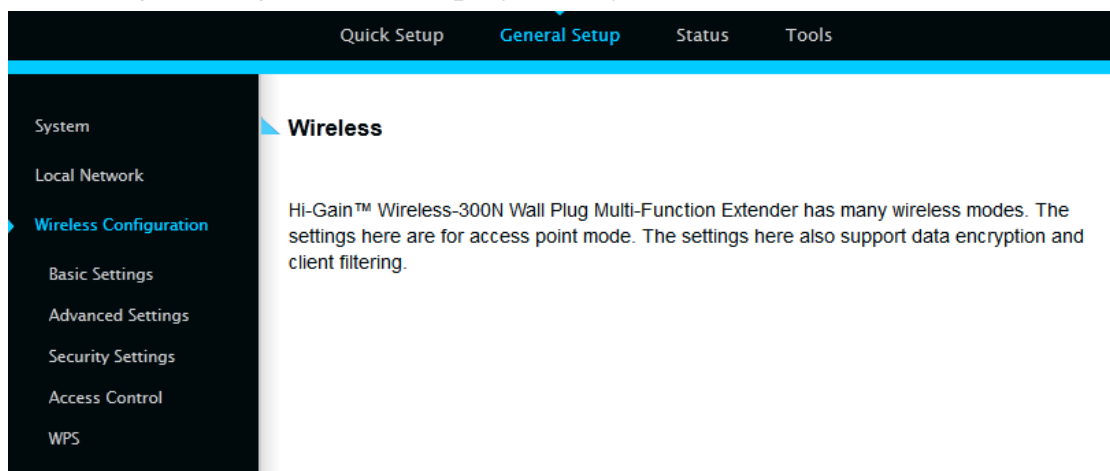 Quick Setup General Setup Status Tools
System
Local Network
Wireless Configuration
Basic Settings
Advanced Settings
Security Settings
Access Control
WPS
Wireless
Hi-Gain™ Wireless-300N Wall Plug Multi-Function Extender has many wireless modes. The
settings here are for access point mode. The settings here also support data encryption and
client filtering.